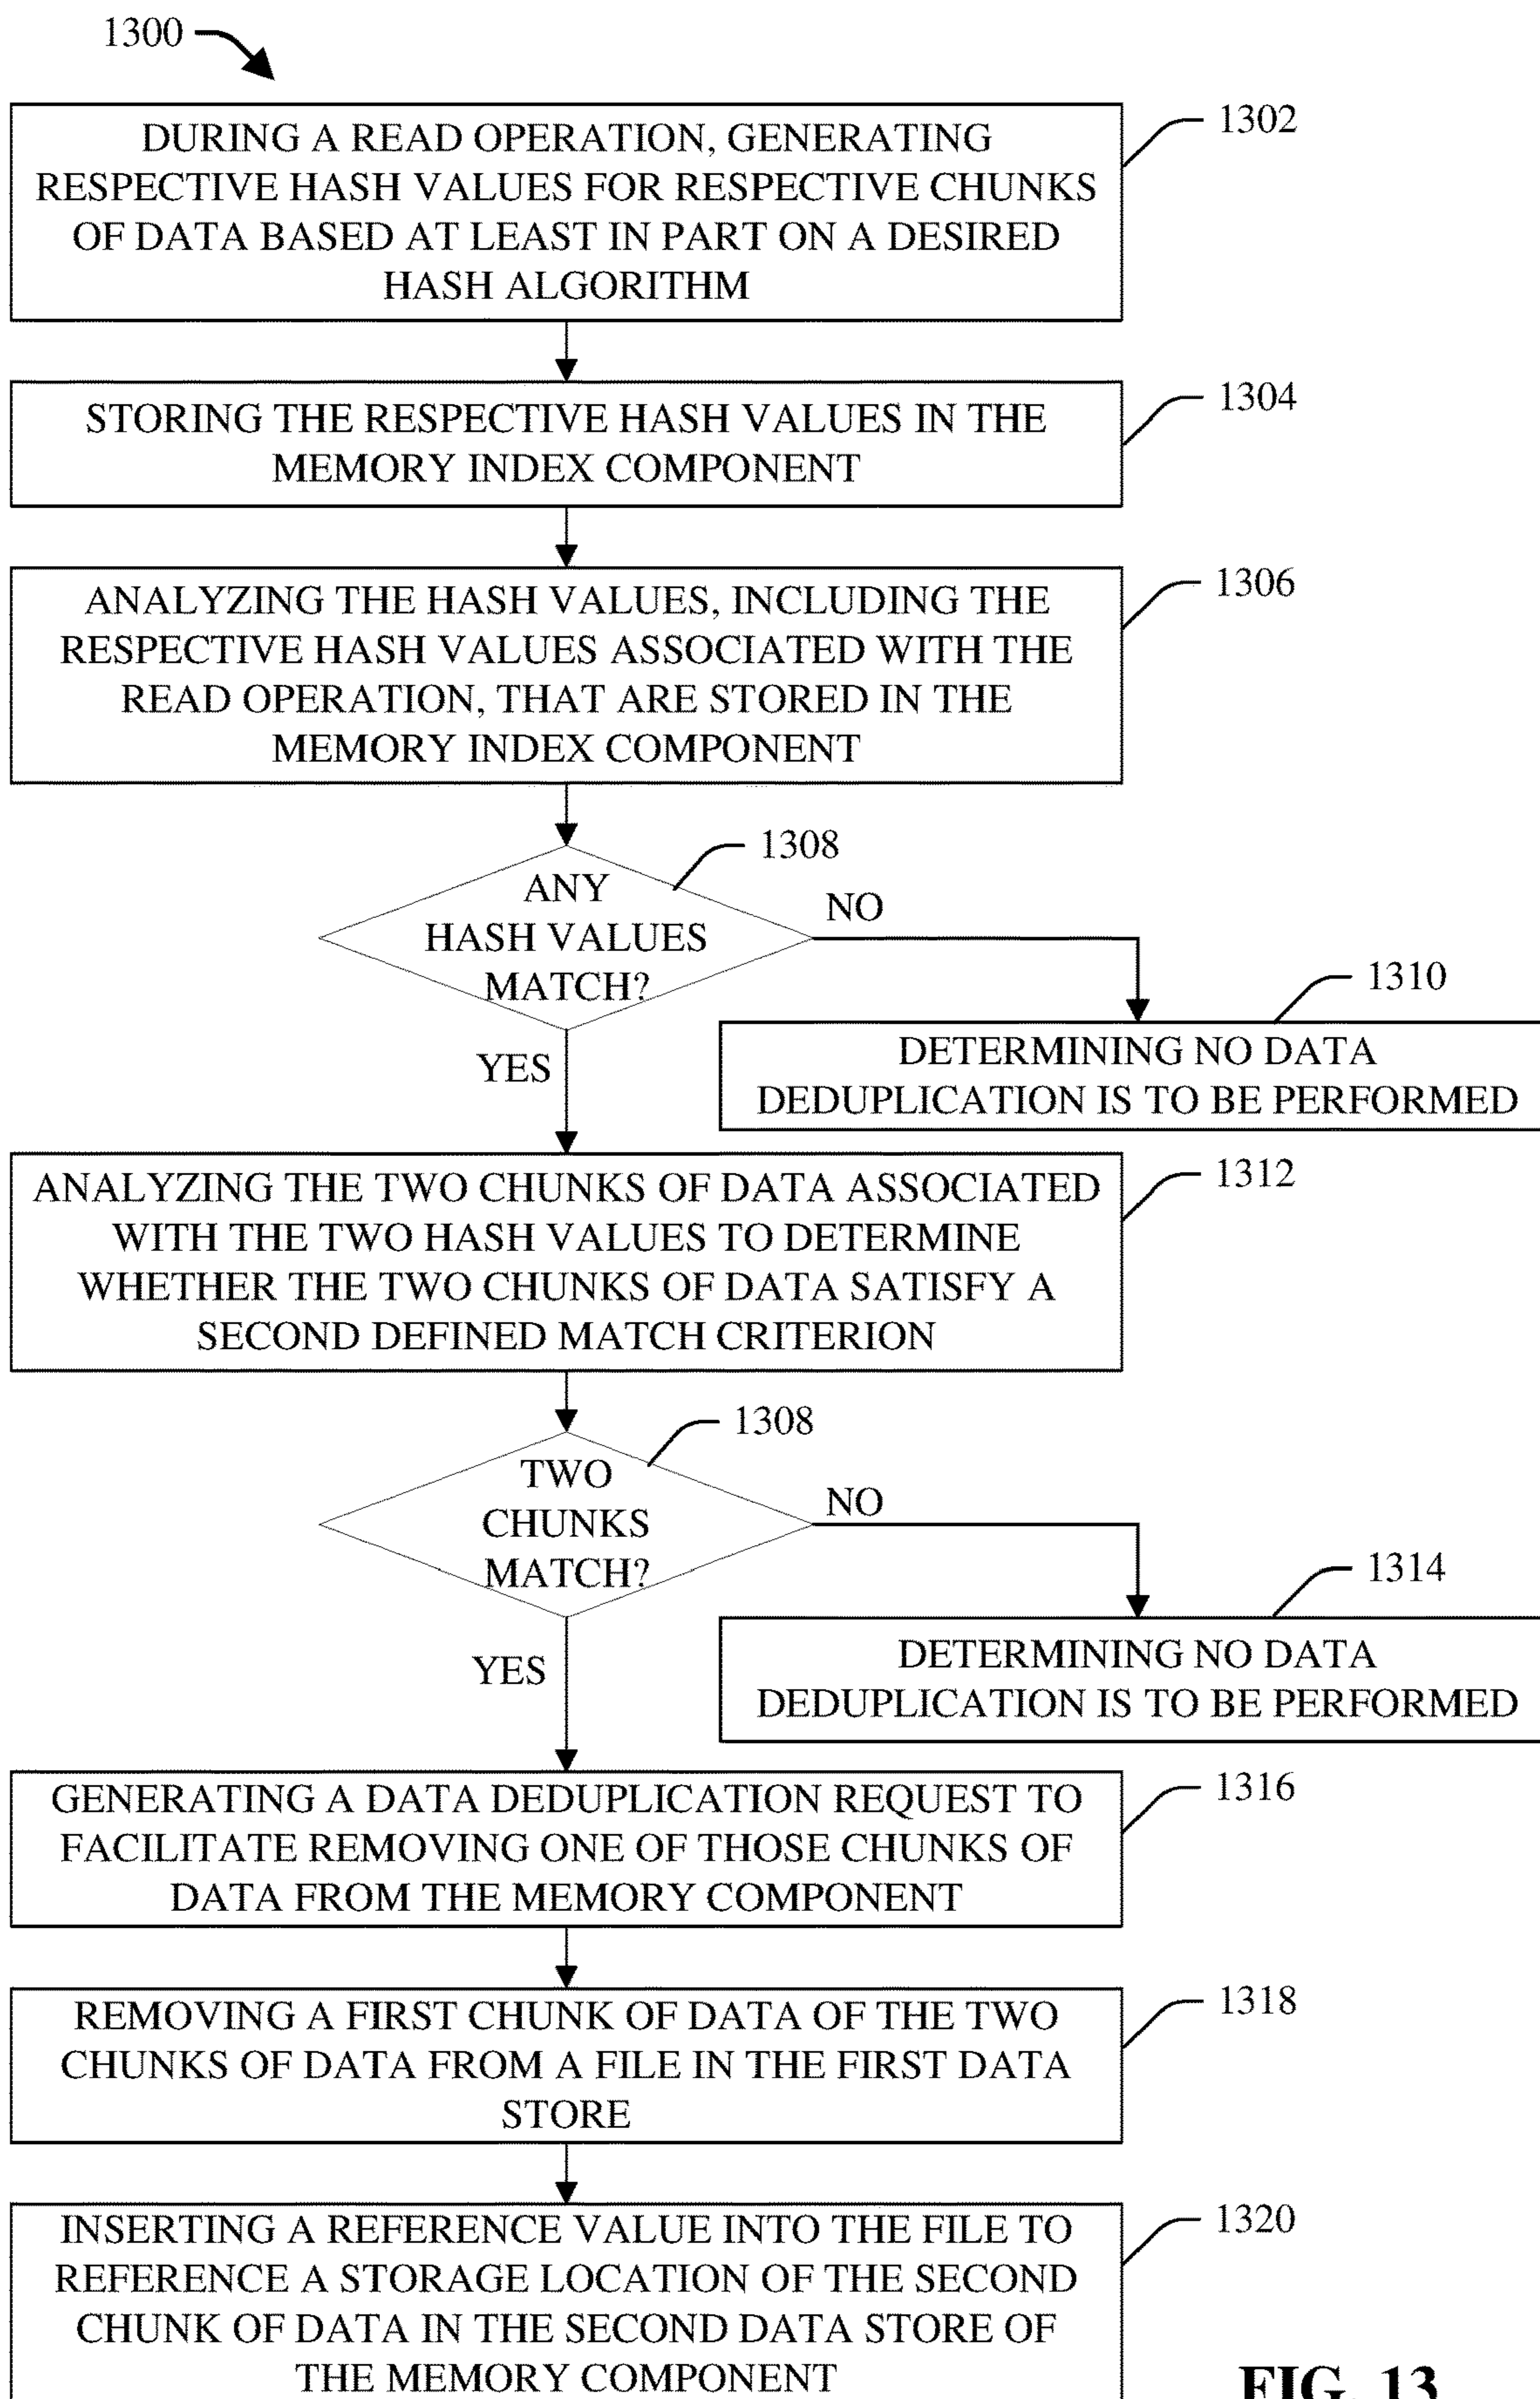 1300
1302
DURING A READ OPERATION, GENERATING
RESPECTIVE HASH VALUES FOR RESPECTIVE CHUNKS
OF DATA BASED AT LEAST IN PART ON A DESIRED
HASH ALGORITHM
1304
STORING THE RESPECTIVE HASH VALUES IN THE
MEMORY INDEX COMPONENT
1306
ANALYZING THE HASH VALUES, INCLUDING THE
RESPECTIVE HASH VALUES ASSOCIATED WITH THE
READ OPERATION, THAT ARE STORED IN THE
MEMORY INDEX COMPONENT
1308
ANY
HASH VALUES
MATCH?
NO
1310
DETERMINING NO DATA
DEDUPLICATION IS TO BE PERFORMED
YES
1312
ANALYZING THE TWO CHUNKS OF DATA ASSOCIATED
WITH THE TWO HASH VALUES TO DETERMINE
WHETHER THE TWO CHUNKS OF DATA SATISFY A
SECOND DEFINED MATCH CRITERION
1308
TWO
CHUNKS
MATCH?
NO
1314
DETERMINING NO DATA
DEDUPLICATION IS TO BE PERFORMED
YES
1316
GENERATING A DATA DEDUPLICATION REQUEST TO
FACILITATE REMOVING ONE OF THOSE CHUNKS OF
DATA FROM THE MEMORY COMPONENT
1318
REMOVING A FIRST CHUNK OF DATA OF THE TWO
CHUNKS OF DATA FROM A FILE IN THE FIRST DATA
STORE
1320
INSERTING A REFERENCE VALUE INTO THE FILE TO
REFERENCE A STORAGE LOCATION OF THE SECOND
CHUNK OF DATA IN THE SECOND DATA STORE OF
THE MEMORY COMPONENT
FIG. 13